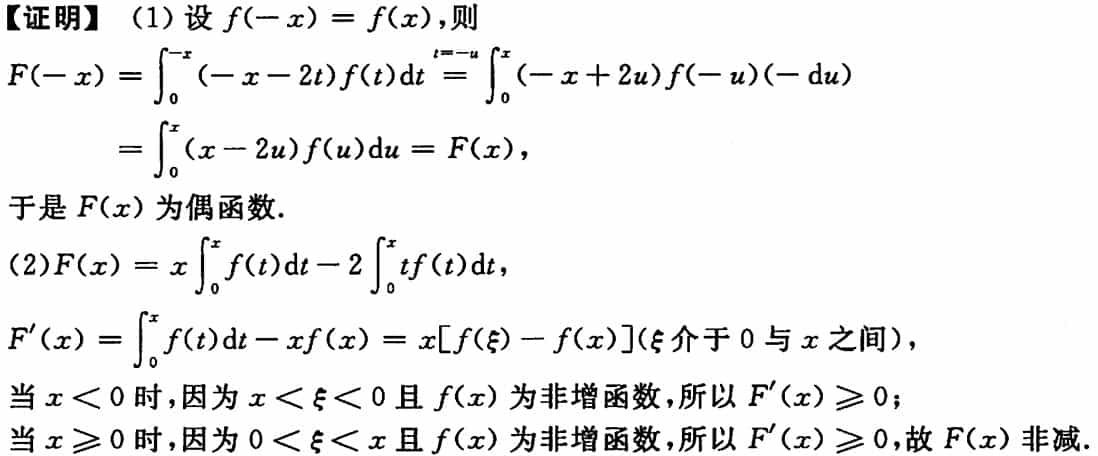 【证明】 (1) 设 f(-x) = f(x),则
F(-x) = ∫₀^{-x}(-x-2t)f(t)dt \overset{t=-u}{=} ∫₀^{x}(-x+2u)f(-u)(-du)
= ∫₀^{x}(x-2u)f(u)du = F(x),
于是 F(x) 为偶函数.
(2)F(x) = x∫₀^{x}f(t)dt-2∫₀^{x}tf(t)dt,
F′(x) = ∫₀^{x}f(t)dt-xf(x) = x[f(ξ)-f(x)](ξ介于 0 与 x 之间),
当 x < 0 时,因为 x < ξ < 0 且 f(x) 为非增函数,所以 F′(x) ⩾ 0;
当 x ⩾ 0 时,因为 0 < ξ < x 且 f(x) 为非增函数,所以 F′(x) ⩾ 0,故 F(x) 非减.